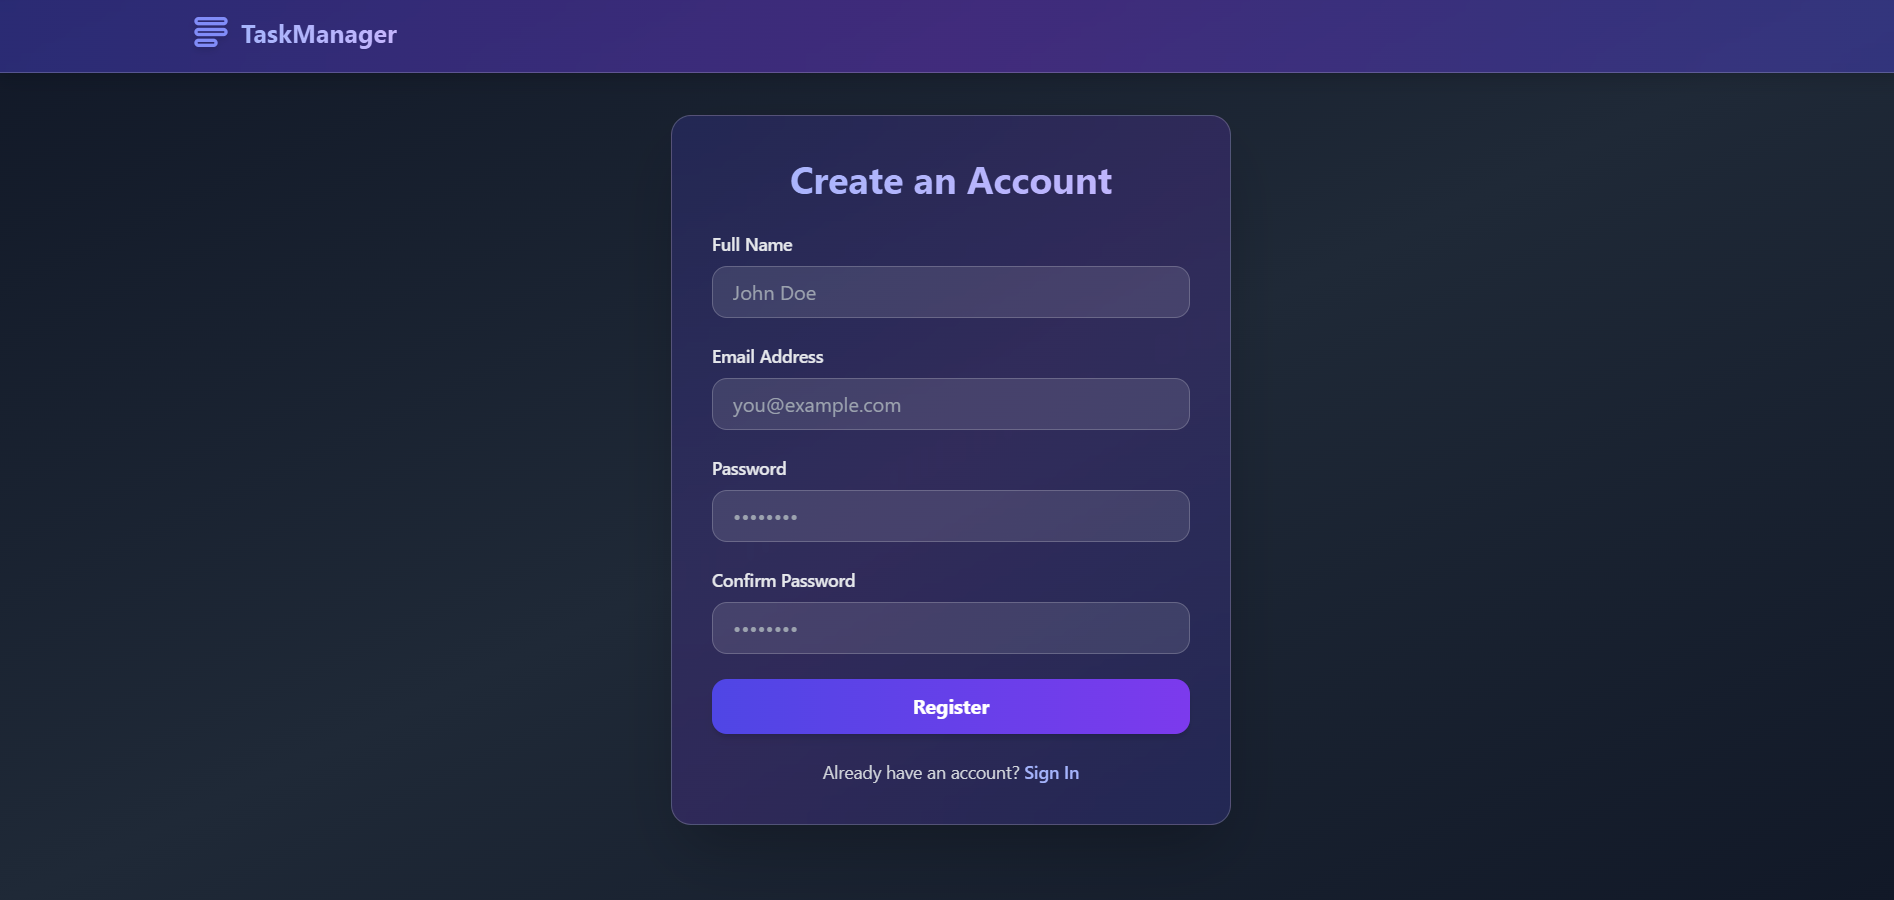 TaskManager
Create an Account
Full Name
John Doe
Email Address
you@example.com
Password
••••••••
Confirm Password
••••••••
Register
Already have an account? Sign In